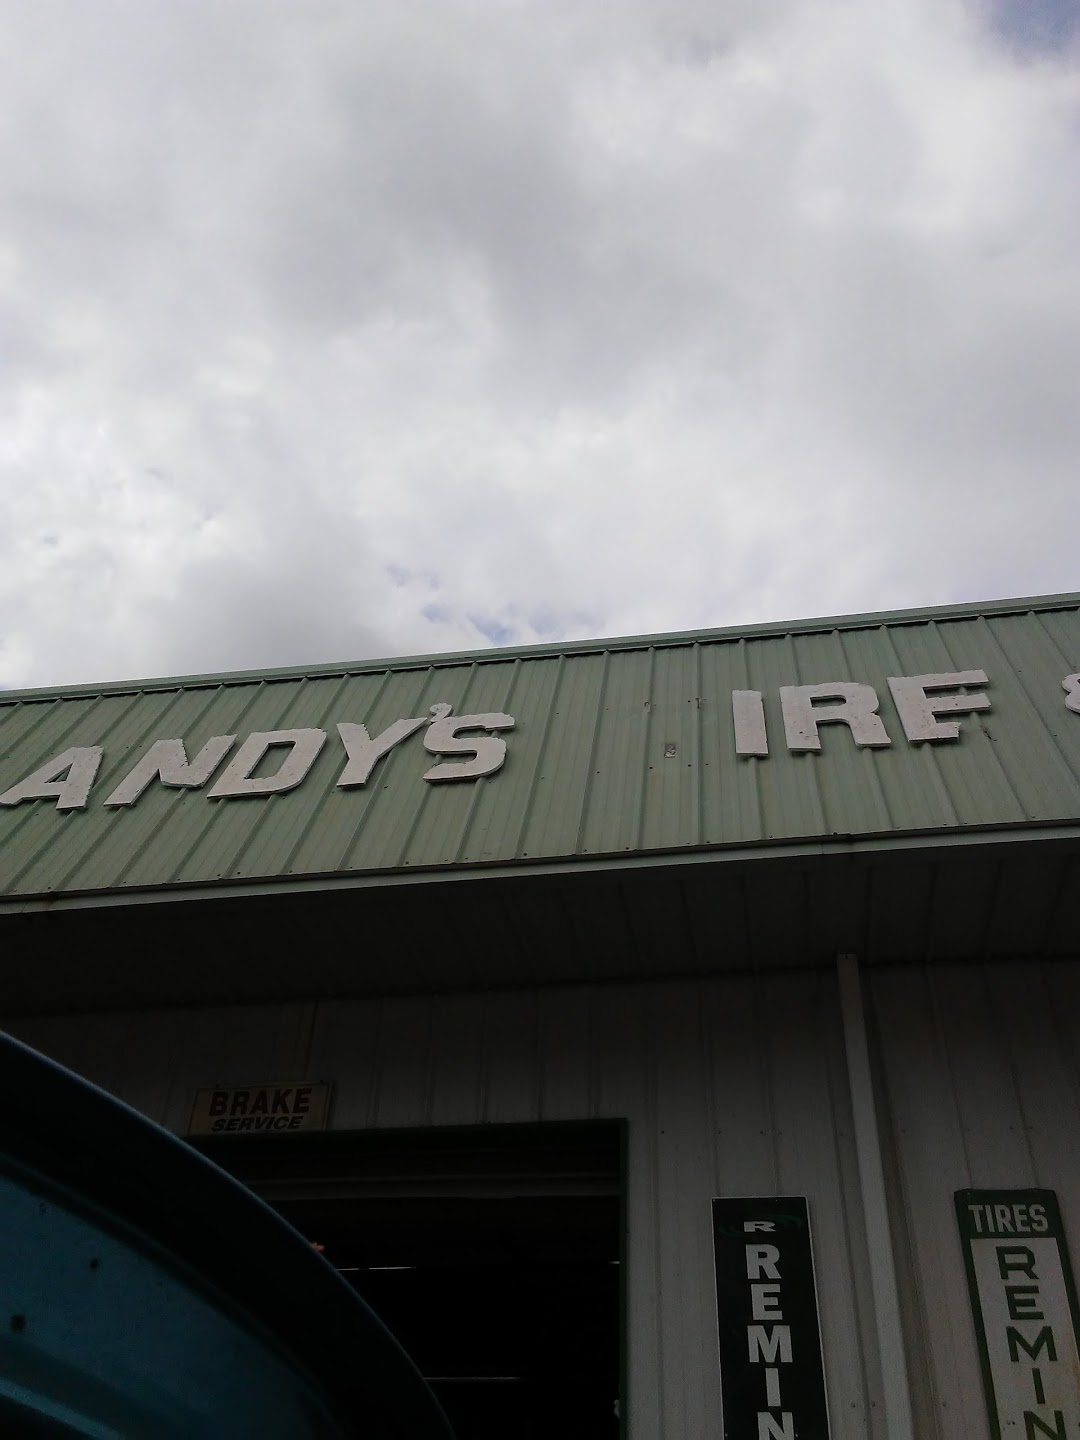 ANDY'S IRE &
BRAKE
SERVICE
R
REMIN
TIRES
REMIN